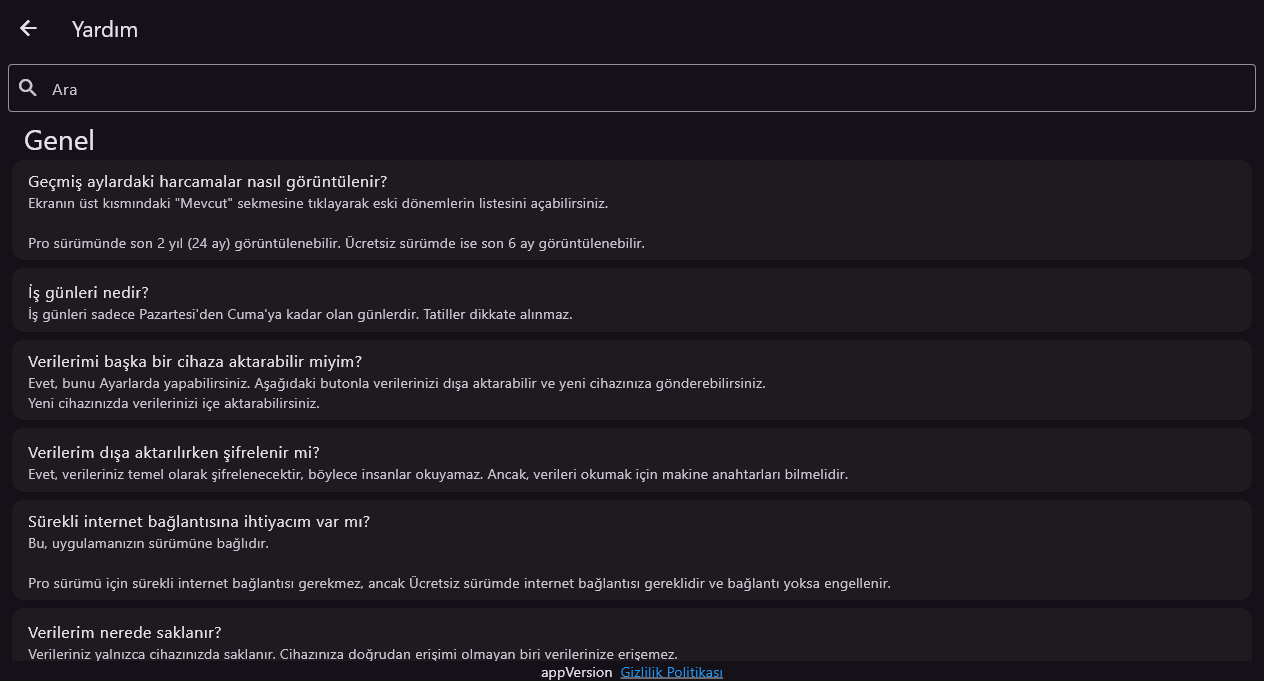 Yardım
Ara
Genel
Geçmiş aylardaki harcamalar nasıl görüntülenir?
Ekranın üst kısmındaki "Mevcut" sekmesine tıklayarak eski dönemlerin listesini açabilirsiniz.
Pro sürümünde son 2 yıl (24 ay) görüntülenebilir. Ücretsiz sürümde ise son 6 ay görüntülenebilir.
İş günleri nedir?
İş günleri sadece Pazartesi'den Cuma'ya kadar olan günlerdir. Tatiller dikkate alınmaz.
Verilerimi başka bir cihaza aktarabilir miyim?
Evet, bunu Ayarlarda yapabilirsiniz. Aşağıdaki butonla verilerinizi dışa aktarabilir ve yeni cihazınıza gönderebilirsiniz.
Yeni cihazınızda verilerinizi içe aktarabilirsiniz.
Verilerim dışa aktarılırken şifrelenir mi?
Evet, verileriniz temel olarak şifrelenecektir, böylece insanlar okuyamaz. Ancak, verileri okumak için makine anahtarları bilmelidir.
Sürekli internet bağlantısına ihtiyacım var mı?
Bu, uygulamanızın sürümüne bağlıdır.
Pro sürümü için sürekli internet bağlantısı gerekmez, ancak Ücretsiz sürümde internet bağlantısı gereklidir ve bağlantı yoksa engellenir.
Verilerim nerede saklanır?
Verileriniz yalnızca cihazınızda saklanır. Cihazınıza doğrudan erişimi olmayan biri verilerinize erişemez.
appVersion Gizlilik Politikası